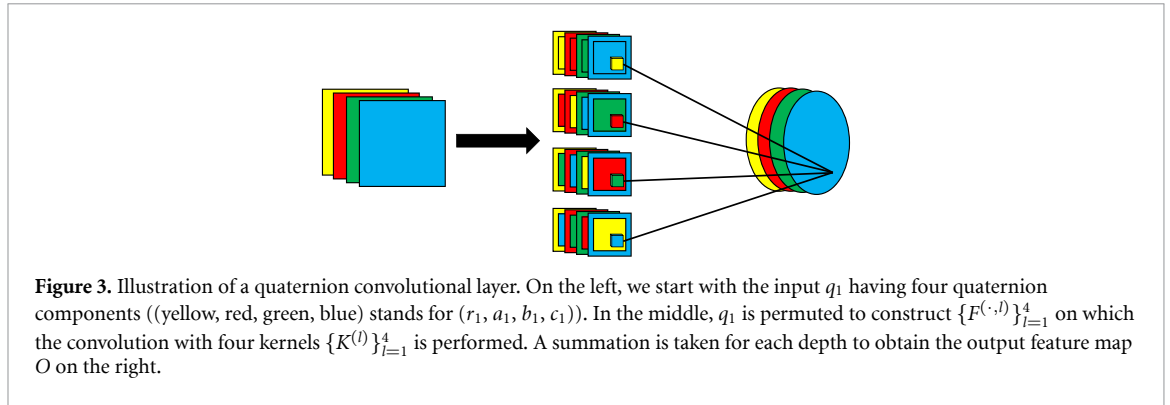 Figure 3. Illustration of a quaternion convolutional layer. On the left, we start with the input q₁ having four quaternion
components ((yellow, red, green, blue) stands for (r₁, a₁, b₁, c₁)). In the middle, q₁ is permuted to construct {F^(·,l)}⁴_l=1 on which
the convolution with four kernels {K^(l)}⁴_l=1 is performed. A summation is taken for each depth to obtain the output feature map
O on the right.